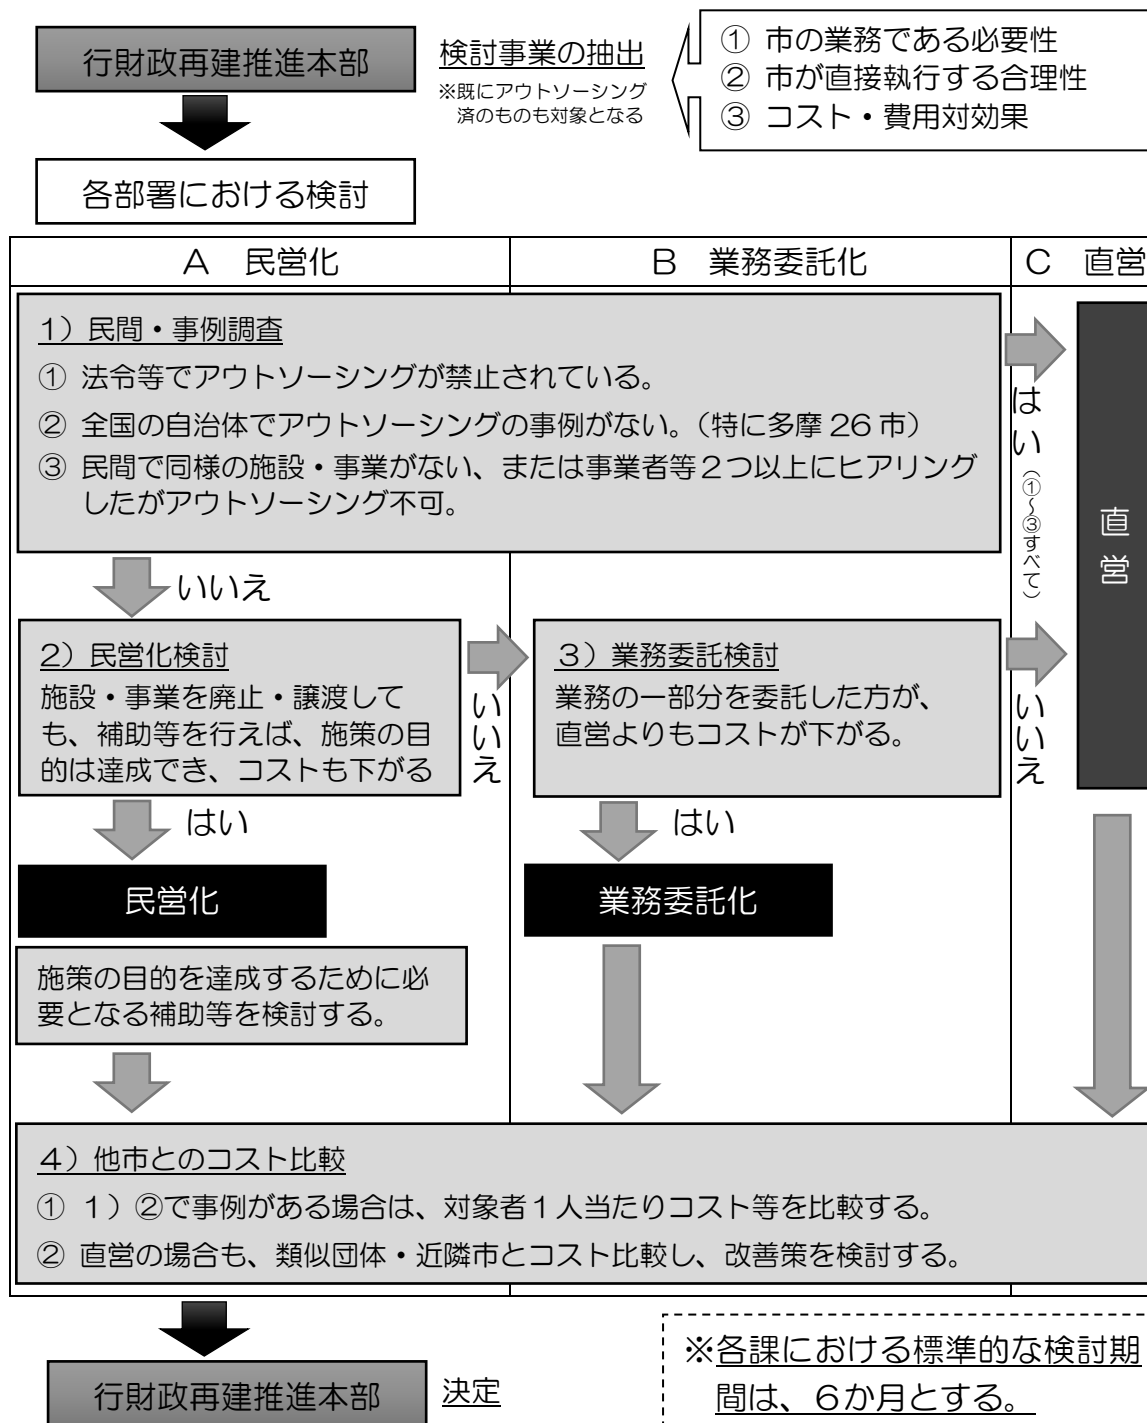 行財政再建推進本部
検討事業の抽出
※既にアウトソーシング
済のものも対象となる
① 市の業務である必要性
② 市が直接執行する合理性
③ コスト・費用対効果
各部署における検討
A 民営化
B 業務委託化
C 直営
1）民間・事例調査
① 法令等でアウトソーシングが禁止されている。
② 全国の自治体でアウトソーシングの事例がない。（特に多摩 26 市）
③ 民間で同様の施設・事業がない、または事業者等２つ以上にヒアリング
したがアウトソーシング不可。
はい（①～③すべて）
直営
いいえ
2）民営化検討
施設・事業を廃止・譲渡して
も、補助等を行えば、施策の目
的は達成でき、コストも下がる
いいえ
3）業務委託検討
業務の一部分を委託した方が、
直営よりもコストが下がる。
いいえ
はい
はい
民営化
業務委託化
施策の目的を達成するために必
要となる補助等を検討する。
4）他市とのコスト比較
① 1）②で事例がある場合は、対象者１人当たりコスト等を比較する。
② 直営の場合も、類似団体・近隣市とコスト比較し、改善策を検討する。
行財政再建推進本部
決定
※各課における標準的な検討期
間は、６か月とする。